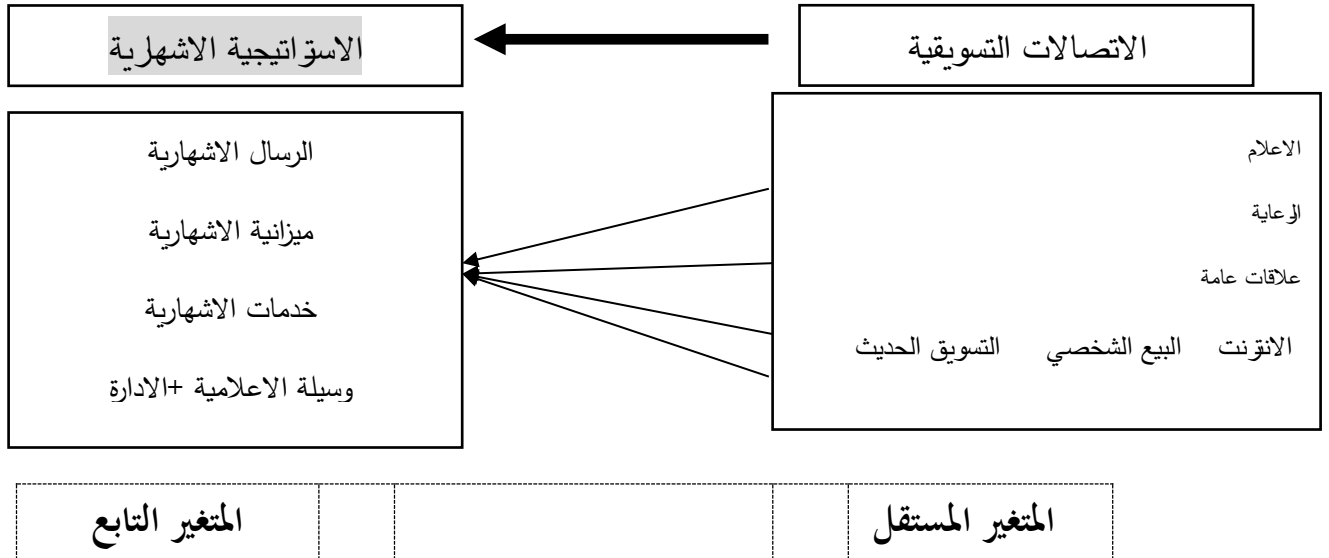 الاتصالات التسويقية
الاستراتيجية الاشهارية
الاعلام
الرعاية
علاقات عامة
الانترنت البيع الشخصي التسويق الحديث
الرسال الاشهارية
ميزانية الاشهارية
خدمات الاشهارية
وسيلة الاعلامية +الادارة
المتغير المستقل
المتغير التابع